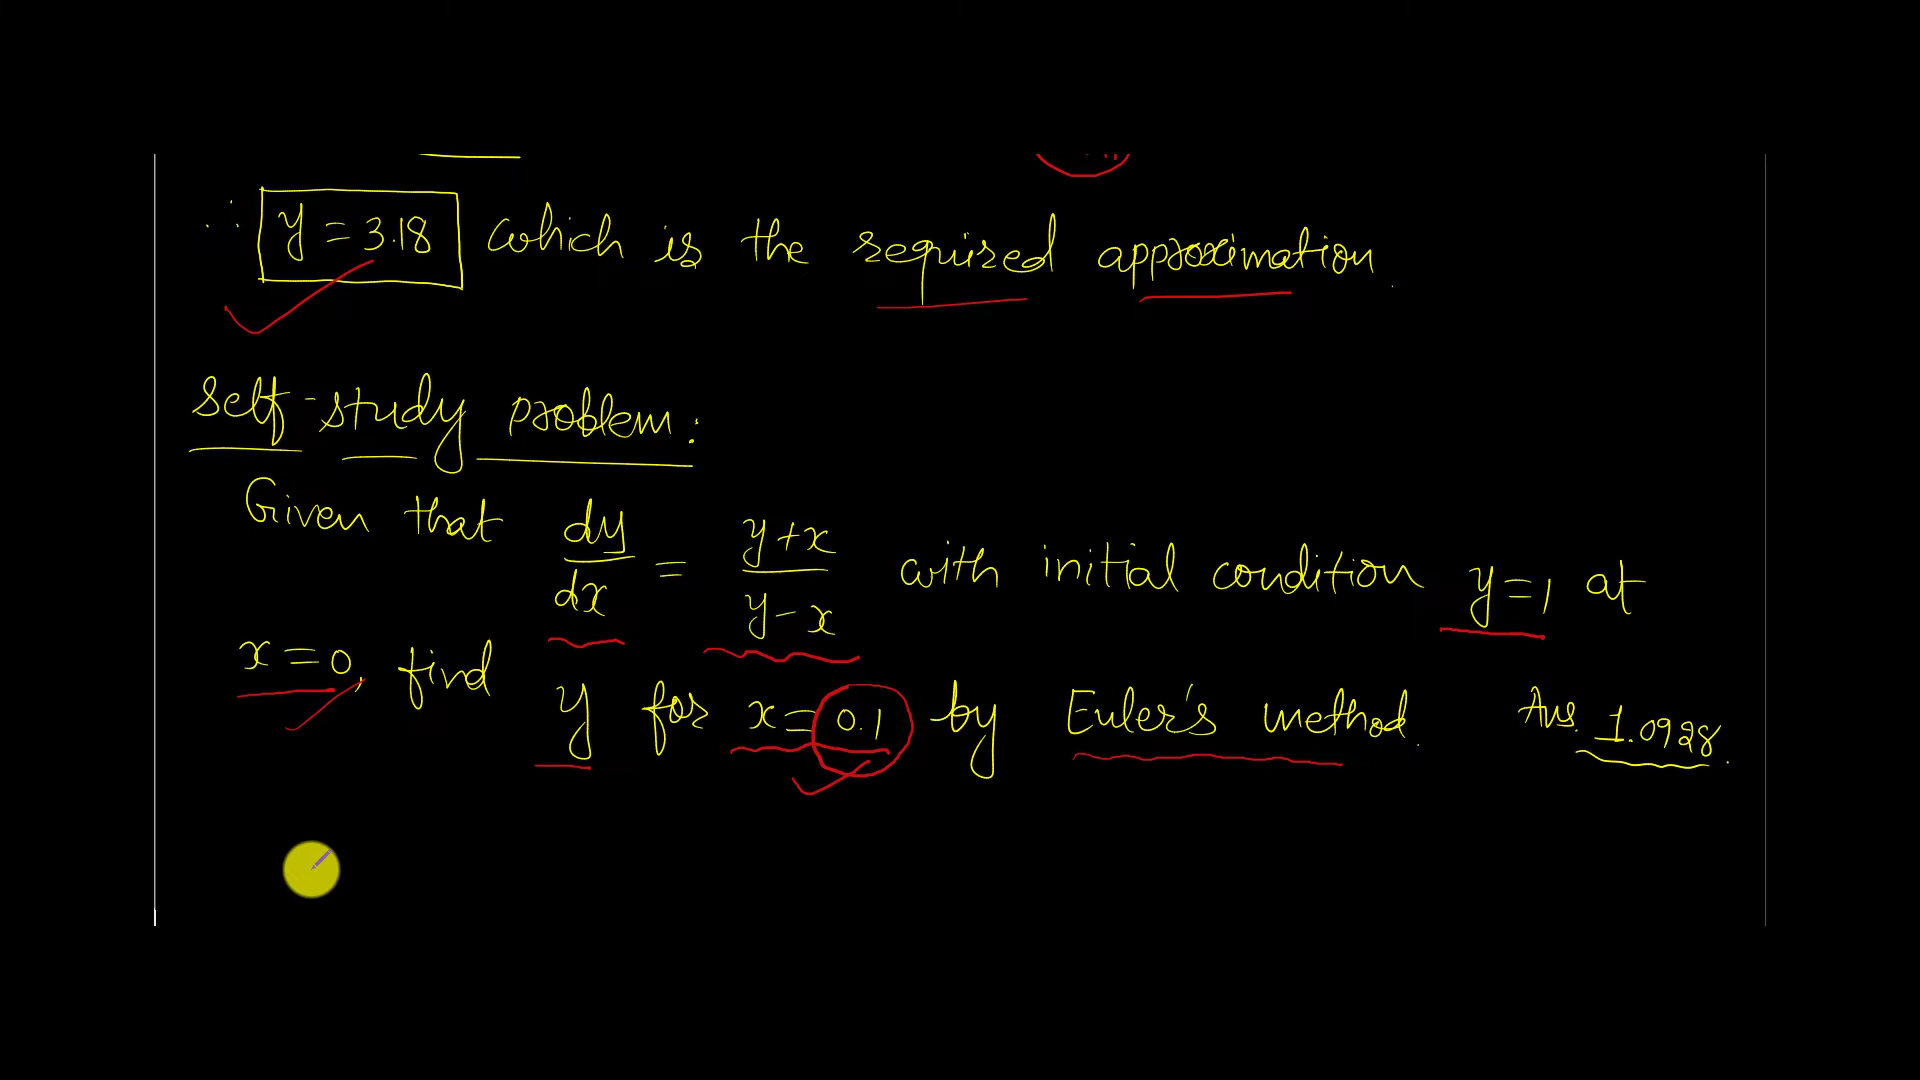 ∴ y = 3.18 which is the required approximation.
Self-study problem:
Given that dy/dx = y+x/y-x with initial condition y=1 at
x=0, find y for x=0.1 by Euler's method. Ans. 1.0928.